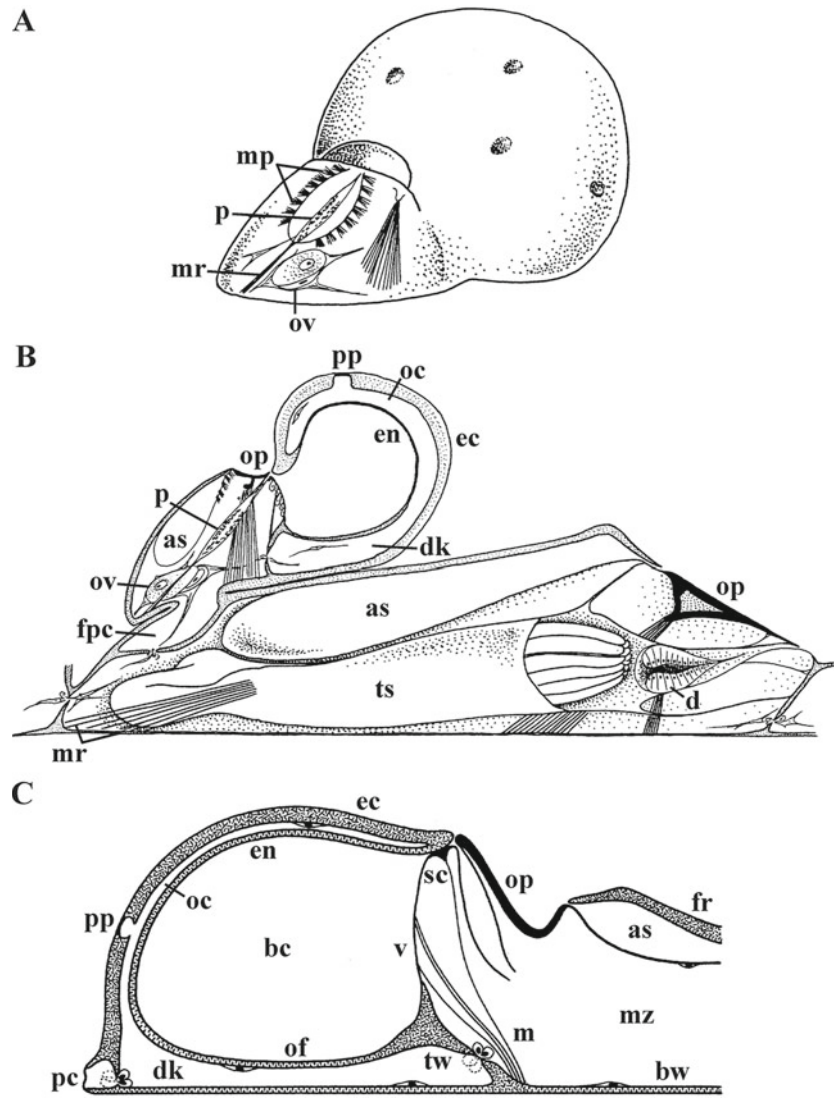 A
mp
p
mr
ov
B
pp
oc
en
ec
op
p
as
dk
ov
as
op
fpc
ts
d
mr
C
ec
en
sc
op
fr
oc
as
pp
bc
v
mz
of
m
tw
pc
dk
bw